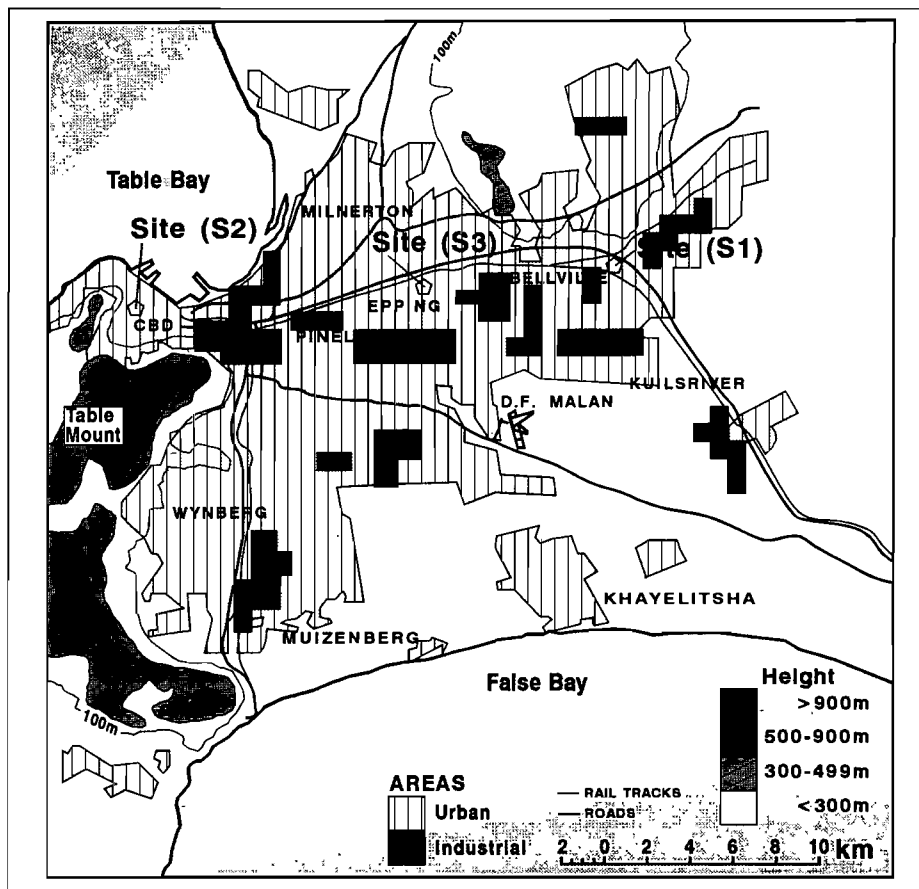 100m
Table Bay
MILNERTON
Site (S2)
Site (S3)
Site (S1)
BELLVILLE
EPPING
CBD
PINEL
KUILSRIVER
D.F. MALAN
Table
Mount
WYNBERG
KHAYELITSHA
MUIZENBERG
False Bay
100m
Height
>900m
500-900m
300-499m
<300m
AREAS
Urban
Industrial
RAIL TRACKS
ROADS
2 0 2 4 6 8 10 km